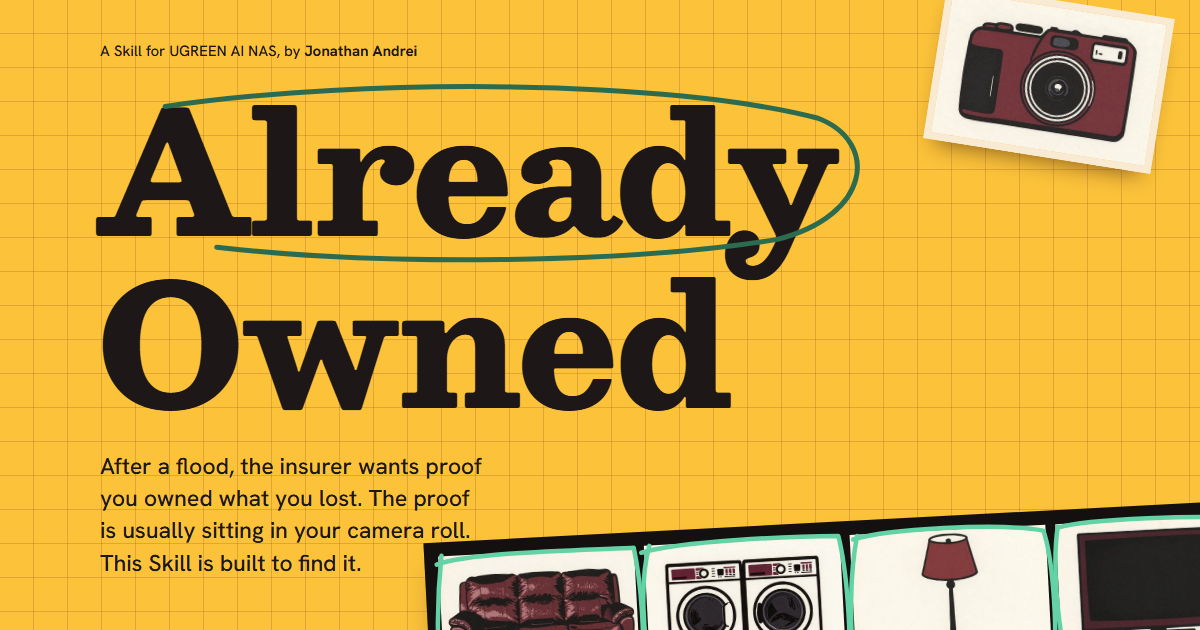 A Skill for UGREEN AI NAS, by Jonathan Andrei
Already
Owned
After a flood, the insurer wants proof
you owned what you lost. The proof
is usually sitting in your camera roll.
This Skill is built to find it.